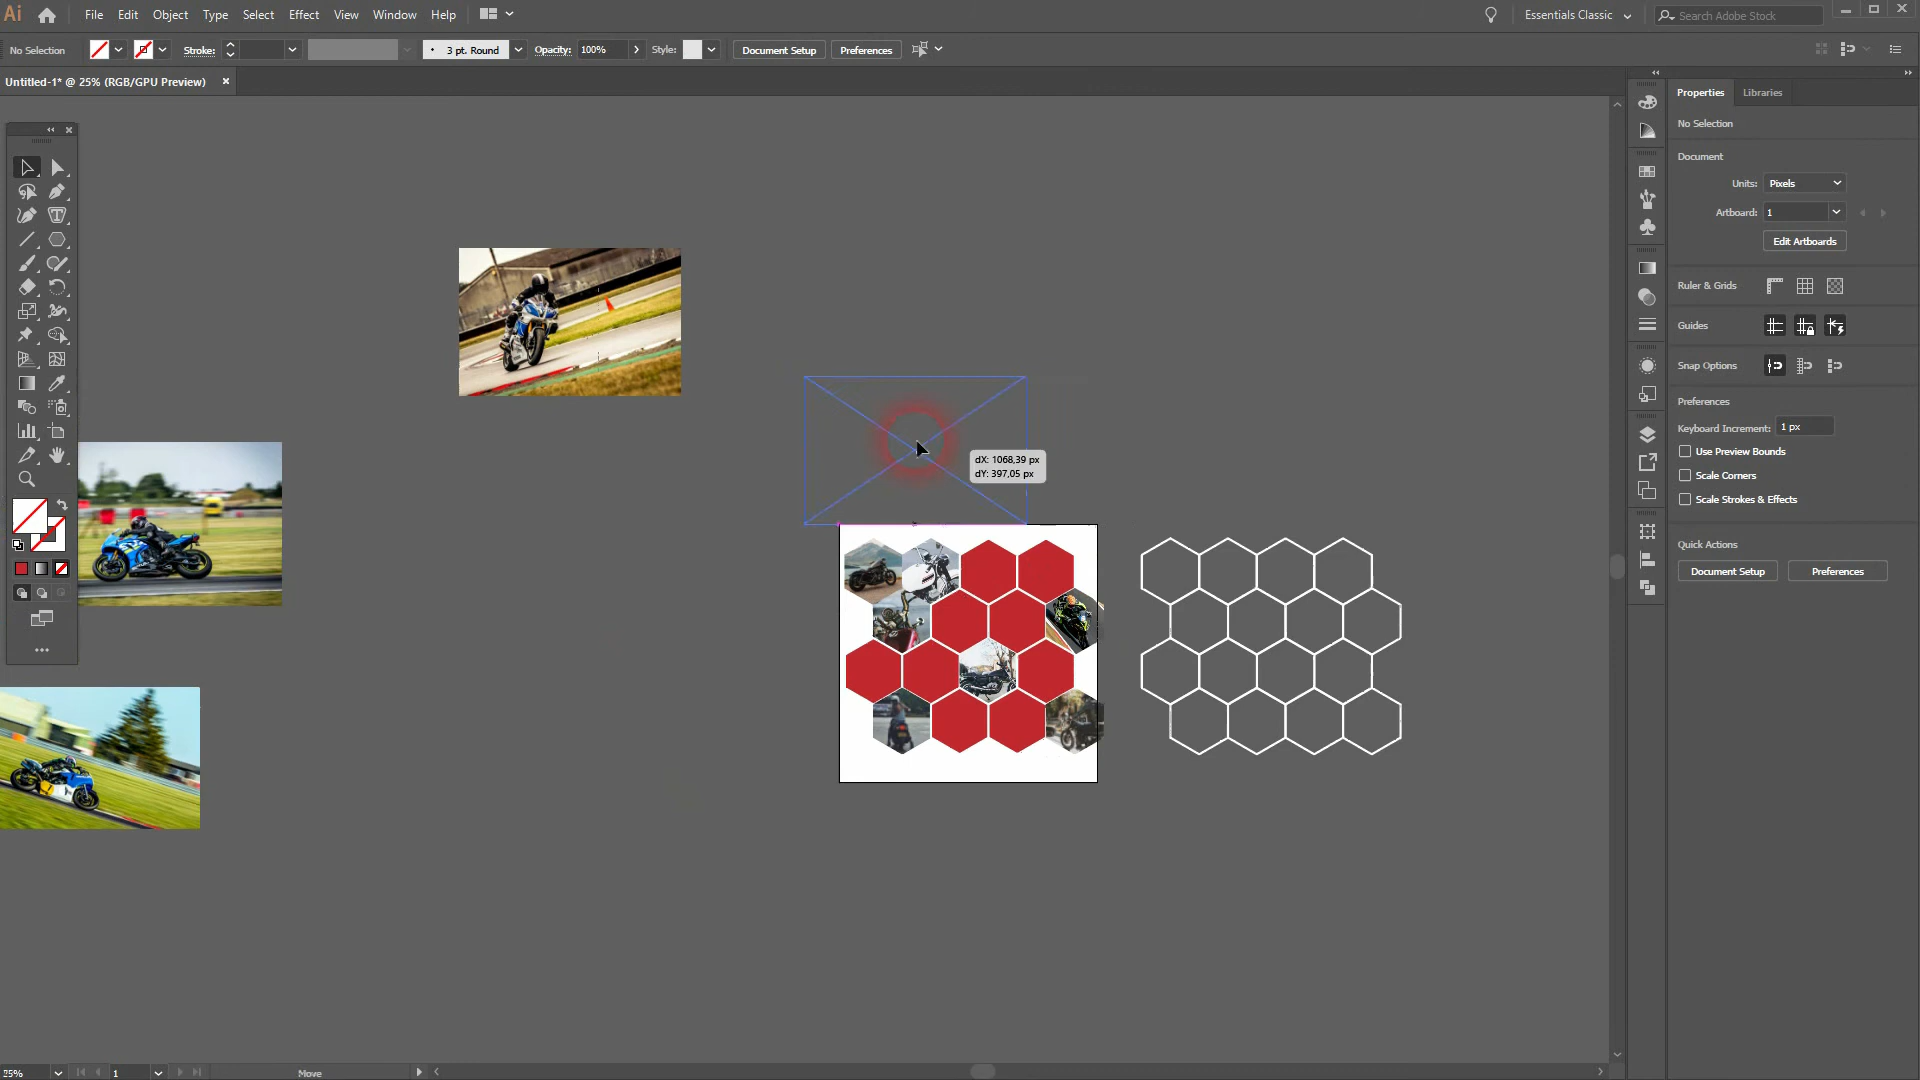 Ai File Edit Object Type Select Effect View Window Help Essentials Classic Search Adobe Stock
No Selection Stroke: 3 pt. Round Opacity: 100% Style: Document Setup Preferences
Untitled-1* @ 25% (RGB/GPU Preview)
Properties Libraries
No Selection
Document
Units: Pixels
Artboard: 1
Edit Artboards
Ruler & Grids
Guides
Snap Options
Preferences
Keyboard Increment: 1 px
Use Preview Bounds
Scale Corners
Scale Strokes & Effects
Quick Actions
Document Setup Preferences
dX: 1068,39 px
dY: 397,05 px
25% 1 Move